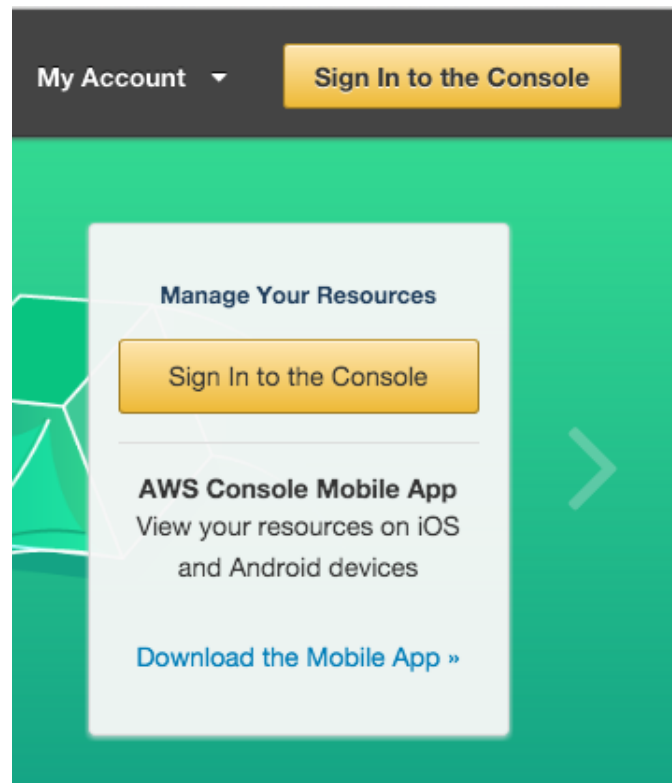 My Account
Sign In to the Console
Manage Your Resources
Sign In to the Console
AWS Console Mobile App
View your resources on iOS
and Android devices
Download the Mobile App »